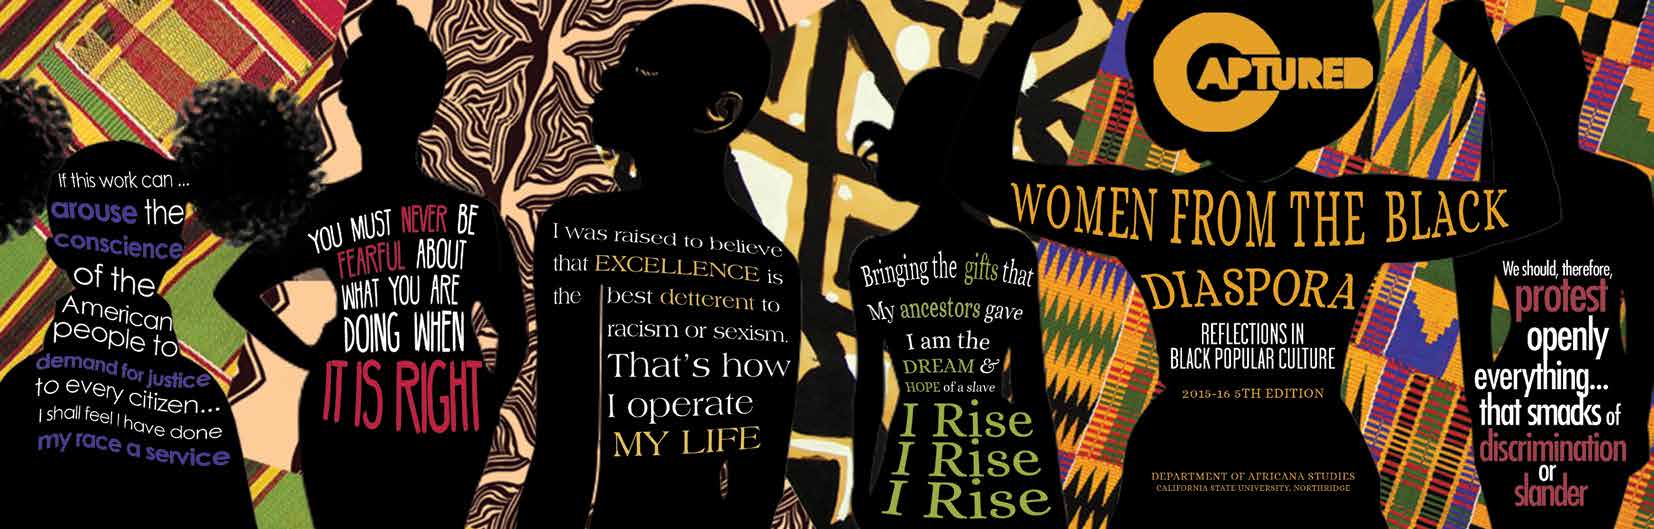 If this work can ...
arouse the
conscience
of the
American
people to
demand for justice
to every citizen...
I shall feel I have done
my race a service
YOU MUST NEVER BE
FEARFUL ABOUT
WHAT YOU ARE
DOING WHEN
IT IS RIGHT
I was raised to believe
that EXCELLENCE is
the best detterent to
racism or sexism.
That's how
I operate
MY LIFE
Bringing the gifts that
My ancestors gave
I am the
DREAM &
HOPE of a slave
I Rise
I Rise
I Rise
CAPTURED
WOMEN FROM THE BLACK
DIASPORA
REFLECTIONS IN
BLACK POPULAR CULTURE
2015-16 5TH EDITION
DEPARTMENT OF AFRICANA STUDIES
CALIFORNIA STATE UNIVERSITY, NORTHRIDGE
We should, therefore,
protest
openly
everything...
that smacks of
discrimination
or
slander